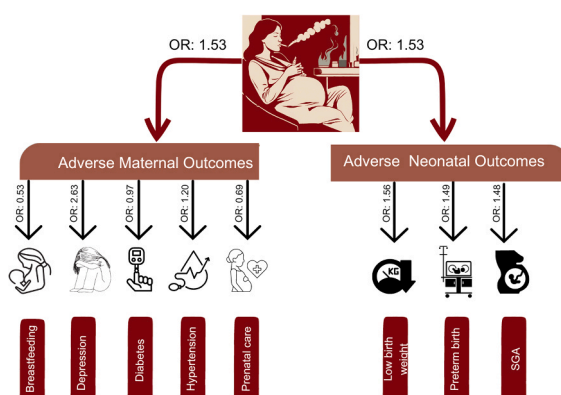 OR: 1.53
OR: 1.53
Adverse Maternal Outcomes
Adverse Neonatal Outcomes
OR: 0.53
OR: 2.63
OR: 0.97
OR: 1.20
OR: 0.69
OR: 1.56
OR: 1.49
OR: 1.48
KG
Breastfeeding
Depression
Diabetes
Hypertension
Prenatal care
Low birth
weight
Preterm birth
SGA